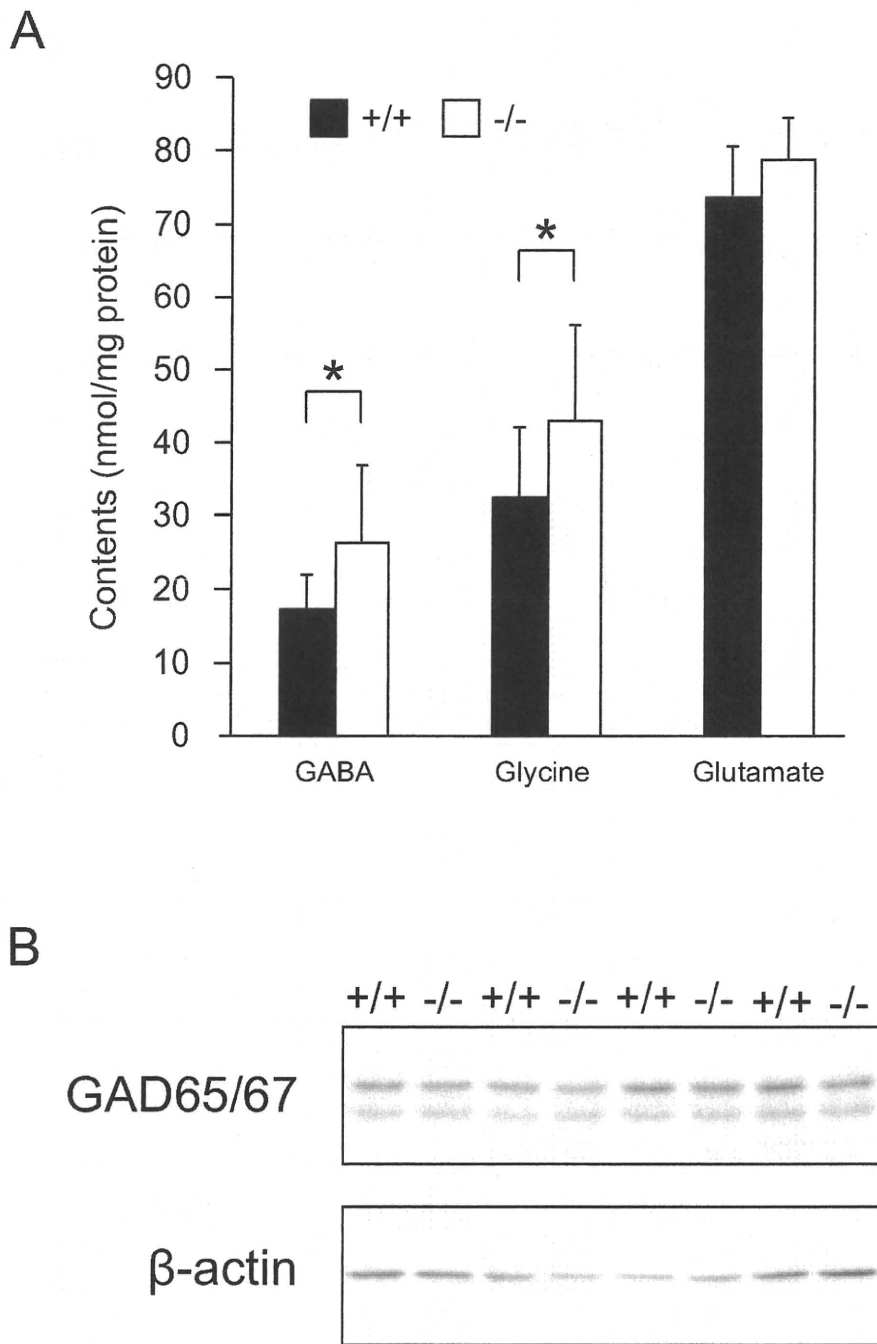 A
90
80
70
60
50
40
30
20
10
0
Contents (nmol/mg protein)
+/+ -/-
*
*
GABA Glycine Glutamate
B
+/+ -/- +/+ -/- +/+ -/- +/+ -/-
GAD65/67
β-actin